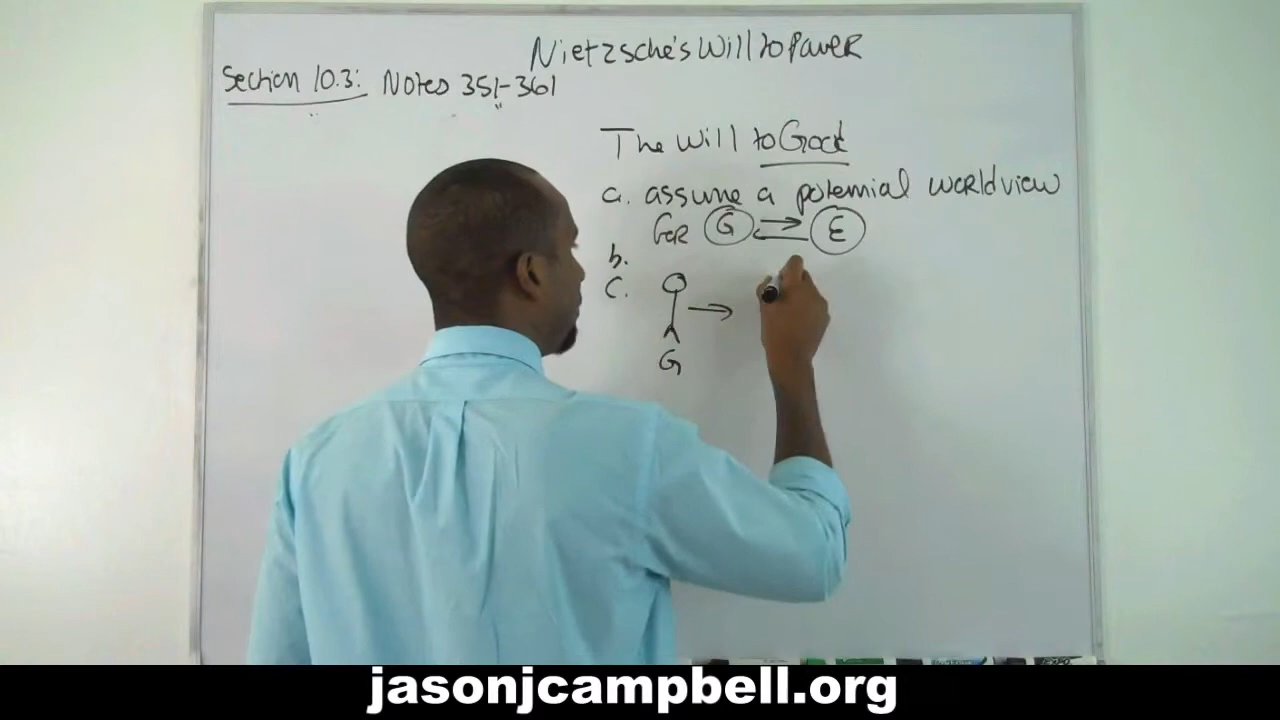 Nietzsche's Will to Power
Section 10.3: Notes 351-361
The Will to Good
a. assume a potential worldview
for G E
b.
c.
G
EXPO
jasonjcampbell.org